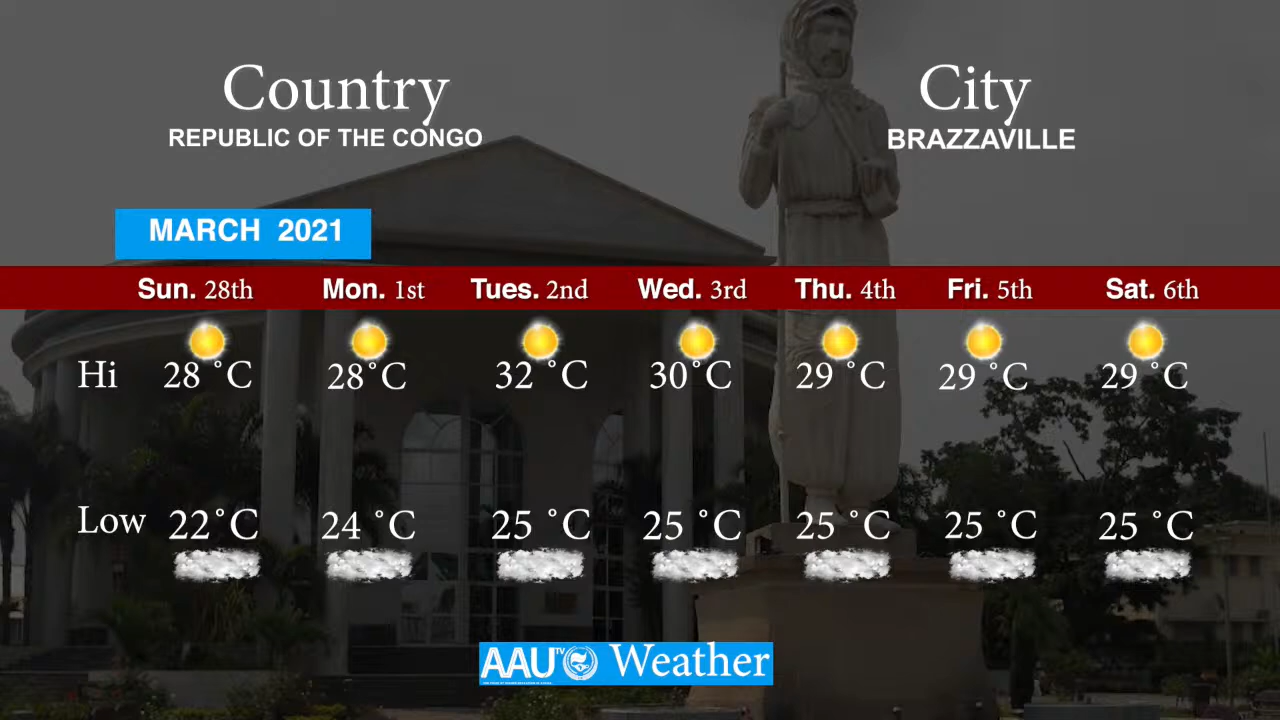 Country
REPUBLIC OF THE CONGO
City
BRAZZAVILLE
MARCH 2021
Sun. 28th Mon. 1st Tues. 2nd Wed. 3rd Thu. 4th Fri. 5th Sat. 6th
Hi 28 °C 28°C 32 °C 30°C 29 °C 29 °C 29 °C
Low 22°C 24 °C 25 °C 25 °C 25 °C 25 °C 25 °C
AAUTV Weather